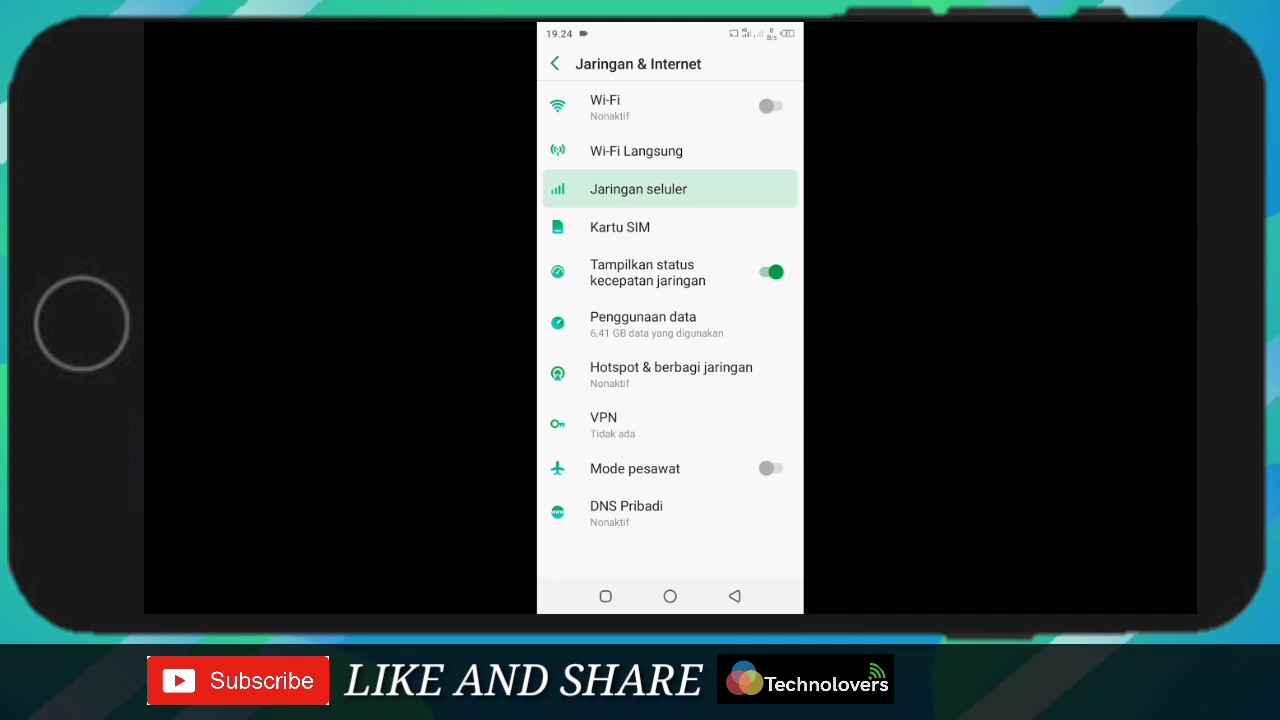 19.24
0
B/s
Jaringan & Internet
Wi-Fi
Nonaktif
Wi-Fi Langsung
Jaringan seluler
Kartu SIM
Tampilkan status
kecepatan jaringan
Penggunaan data
6,41 GB data yang digunakan
Hotspot & berbagi jaringan
Nonaktif
VPN
Tidak ada
Mode pesawat
DNS Pribadi
Nonaktif
Subscribe
LIKE AND SHARE
Technolovers